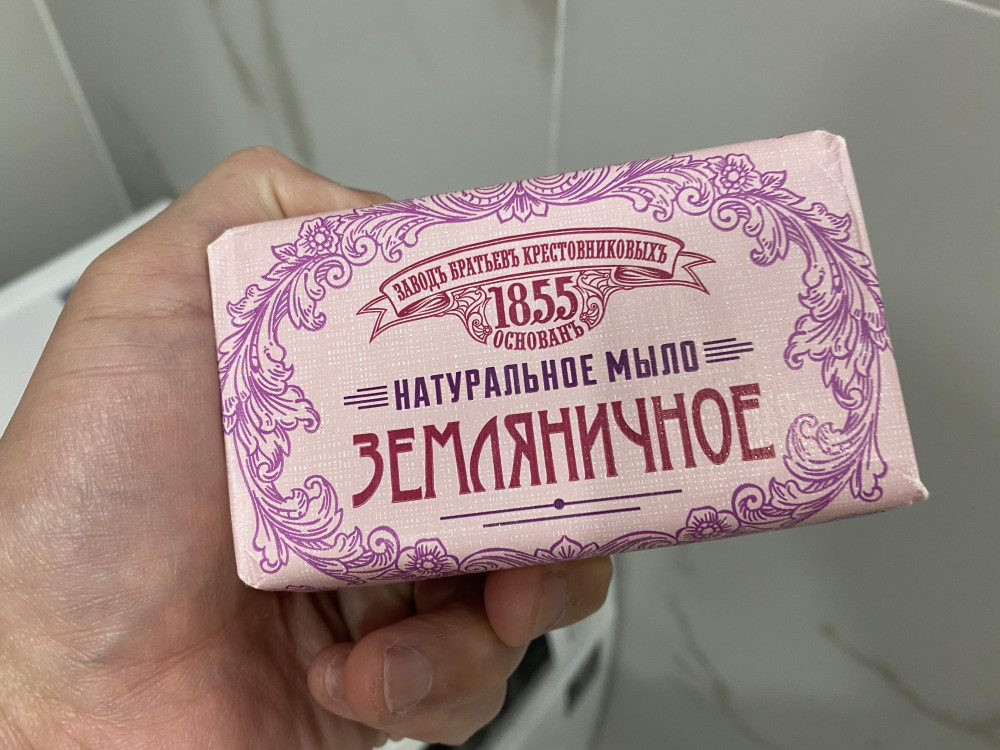 ЗАВОДЪ БРАТЬЕВЪ КРЕСТОВНИКОВЫХЪ
1855
ОСНОВАНЪ
НАТУРАЛЬНОЕ МЫЛО
ЗЕМЛЯНИЧНОЕ